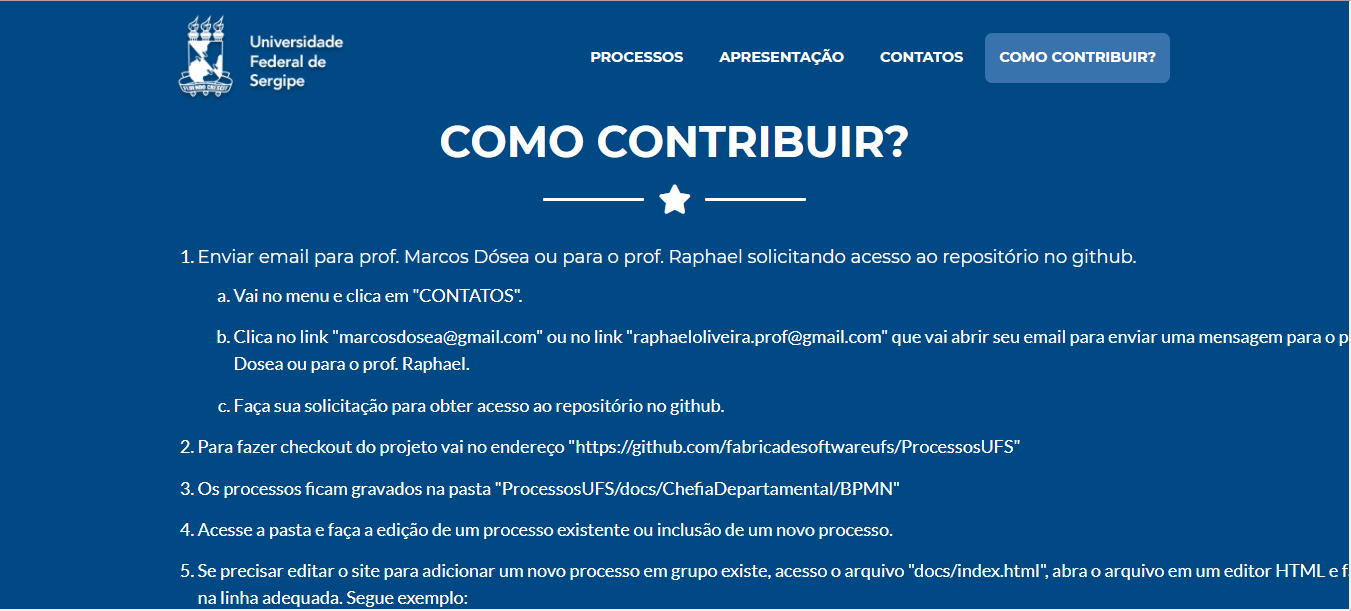 Universidade
Federal de
Sergipe
PROCESSOS APRESENTAÇÃO CONTATOS COMO CONTRIBUIR?
COMO CONTRIBUIR?
1. Enviar email para prof. Marcos Dósea ou para o prof. Raphael solicitando acesso ao repositório no github.
a. Vai no menu e clica em "CONTATOS".
b. Clica no link "marcosdosea@gmail.com" ou no link "raphaeloliveira.prof@gmail.com" que vai abrir seu email para enviar uma mensagem para o p
Dosea ou para o prof. Raphael.
c. Faça sua solicitação para obter acesso ao repositório no github.
2. Para fazer checkout do projeto vai no endereço "https://github.com/fabricadesoftwareufs/ProcessosUFS"
3. Os processos ficam gravados na pasta "ProcessosUFS/docs/ChefiaDepartamental/BPMN"
4. Acesse a pasta e faça a edição de um processo existente ou inclusão de um novo processo.
5. Se precisar editar o site para adicionar um novo processo em grupo existe, acesso o arquivo "docs/index.html", abra o arquivo em um editor HTML e f
na linha adequada. Segue exemplo: